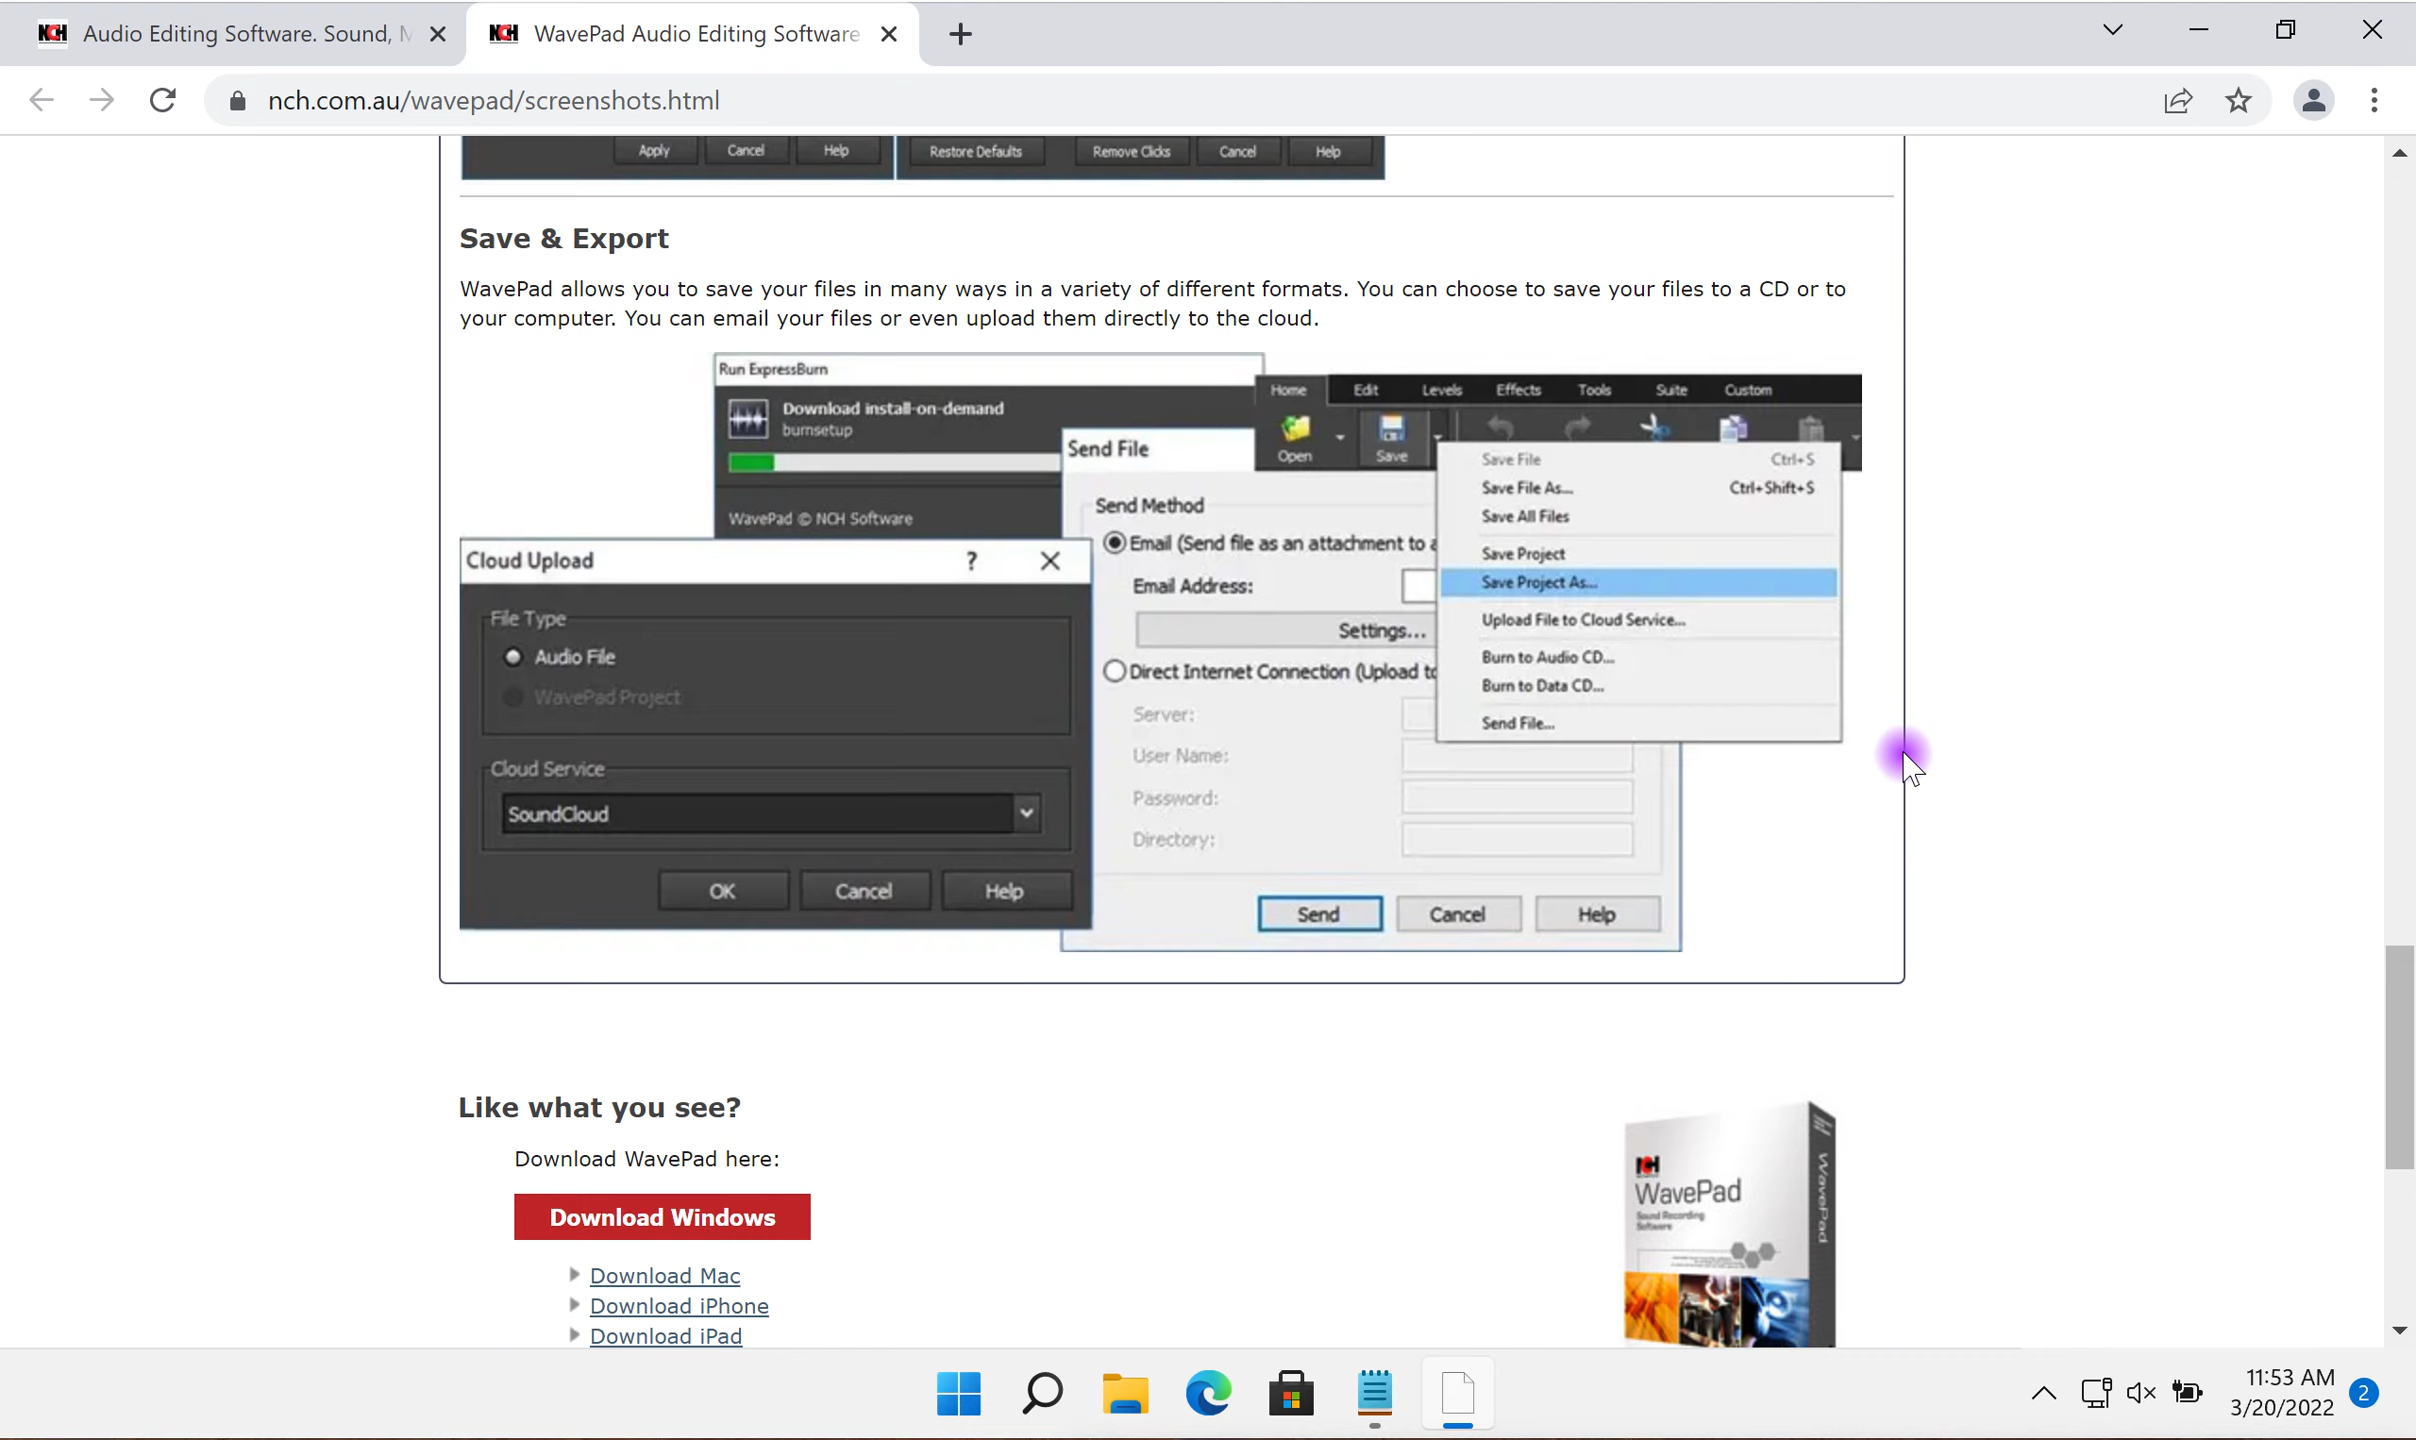 Audio Editing Software. Sound, M
WavePad Audio Editing Software
nch.com.au/wavepad/screenshots.html
Apply Cancel Help Restore Defaults Remove Clicks Cancel Help
Save & Export
WavePad allows you to save your files in many ways in a variety of different formats. You can choose to save your files to a CD or to
your computer. You can email your files or even upload them directly to the cloud.
Run ExpressBurn
Download install-on-demand
burnsetup
WavePad © NCH Software
Home Edit Levels Effects Tools Suite Custom
Open Save
Save File Ctrl+S
Save File As... Ctrl+Shift+S
Save All Files
Save Project
Save Project As...
Upload File to Cloud Service...
Burn to Audio CD...
Burn to Data CD...
Send File...
Send File
Send Method
Email (Send file as an attachment to a
Email Address:
Settings...
Direct Internet Connection (Upload to
Server:
User Name:
Password:
Directory:
Send Cancel Help
Cloud Upload ?
File Type
Audio File
WavePad Project
Cloud Service
SoundCloud
OK Cancel Help
Like what you see?
Download WavePad here:
Download Windows
Download Mac
Download iPhone
Download iPad
NCH
WavePad
Sound Recording
Software
WavePad
11:53 AM
3/20/2022
2